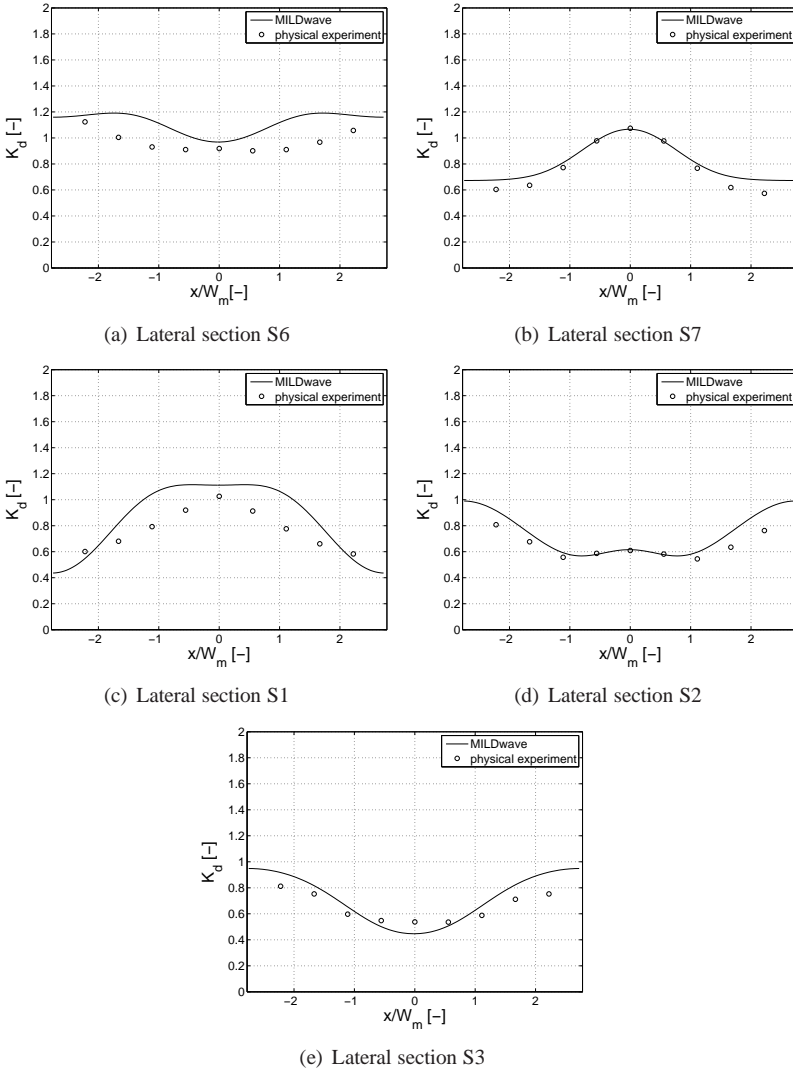 2
1.8
1.6
1.4
1.2
1
0.8
0.6
0.4
0.2
0
K_d [−]
−2 −1 0 1 2
x/W_m[−]
MILDwave
physical experiment
(a) Lateral section S6
2
1.8
1.6
1.4
1.2
1
0.8
0.6
0.4
0.2
0
K_d [−]
−2 −1 0 1 2
x/W_m [−]
MILDwave
physical experiment
(b) Lateral section S7
2
1.8
1.6
1.4
1.2
1
0.8
0.6
0.4
0.2
0
K_d [−]
−2 −1 0 1 2
x/W_m [−]
MILDwave
physical experiment
(c) Lateral section S1
2
1.8
1.6
1.4
1.2
1
0.8
0.6
0.4
0.2
0
K_d [−]
−2 −1 0 1 2
x/W_m [−]
MILDwave
physical experiment
(d) Lateral section S2
2
1.8
1.6
1.4
1.2
1
0.8
0.6
0.4
0.2
0
K_d [−]
−2 −1 0 1 2
x/W_m [−]
MILDwave
physical experiment
(e) Lateral section S3